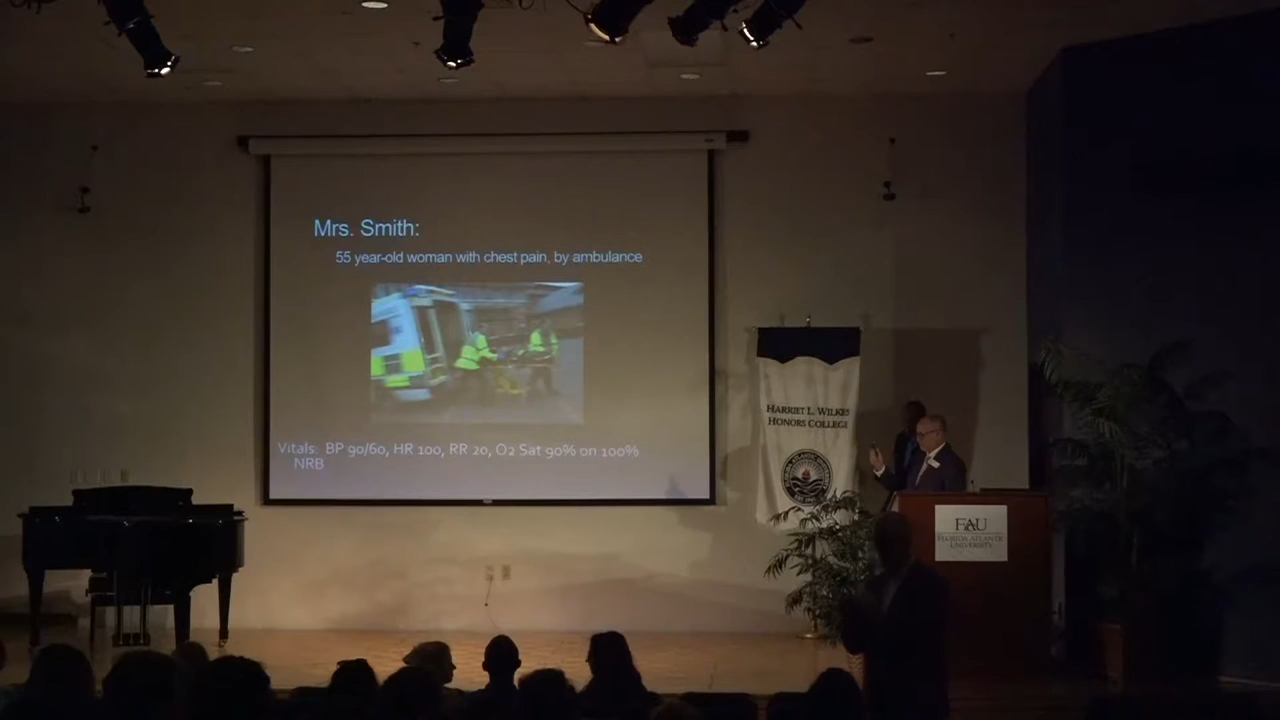 Mrs. Smith:
55 year-old woman with chest pain, by ambulance
Vitals: BP 90/60, HR 100, RR 20, O2 Sat 90% on 100%
NRB
HARRIET L. WILKES
HONORS COLLEGE
FAU
FLORIDA ATLANTIC
UNIVERSITY